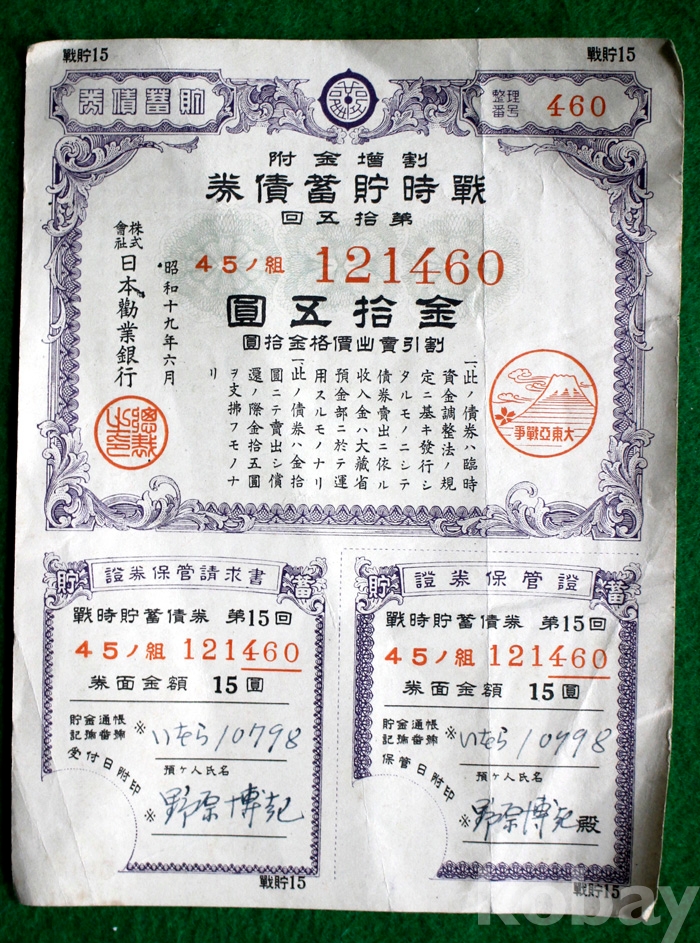 戰貯15
戰貯15
貯蓄債券
整理番号
460
割增金附
戰時貯蓄債券
第拾五回
45ノ組 121460
金拾五圓
割引賣出價格金拾圓
一、此ノ債券ハ臨時
資金調整法ノ規
定ニ基キ發行シ
タルモノニシテ
債券賣出ニ依ル
收入金ハ大藏省
預金部ニ於テ運
用スルモノナリ
一、此ノ債券ハ金拾
圓ニテ賣出シ償
還ノ際金拾五圓
ヲ支拂フモノナ
リ
昭和十九年六月
株式會社 日本勸業銀行
大東亞戰爭
證券保管請求書
貯 蓄
戰時貯蓄債券 第15回
45ノ組 121460
券面金額 15圓
貯金通帳
記號番號
※いをら10798
受付日附印
預ケ人氏名
※野原博起
戰貯15
證券保管證
貯 蓄
戰時貯蓄債券 第15回
45ノ組 121460
券面金額 15圓
貯金通帳
記號番號
※いをら10798
保管日附印
預ケ人氏名
※野原博起殿
戰貯15
kobay